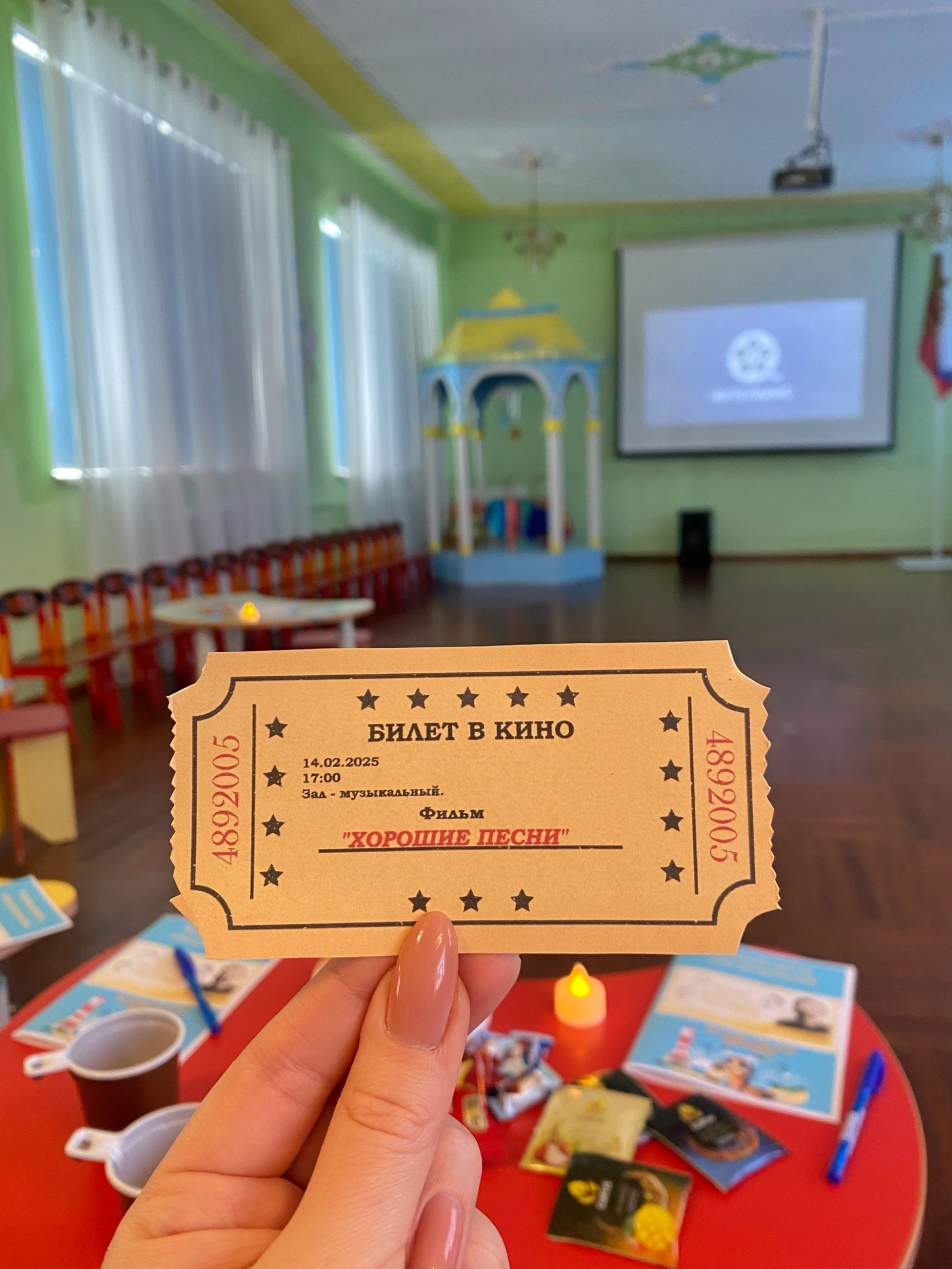 БИЛЕТ В КИНО
14.02.2025
17:00
Зал - музыкальный.
Фильм
"ХОРОШИЕ ПЕСНИ"
4892005
4892005